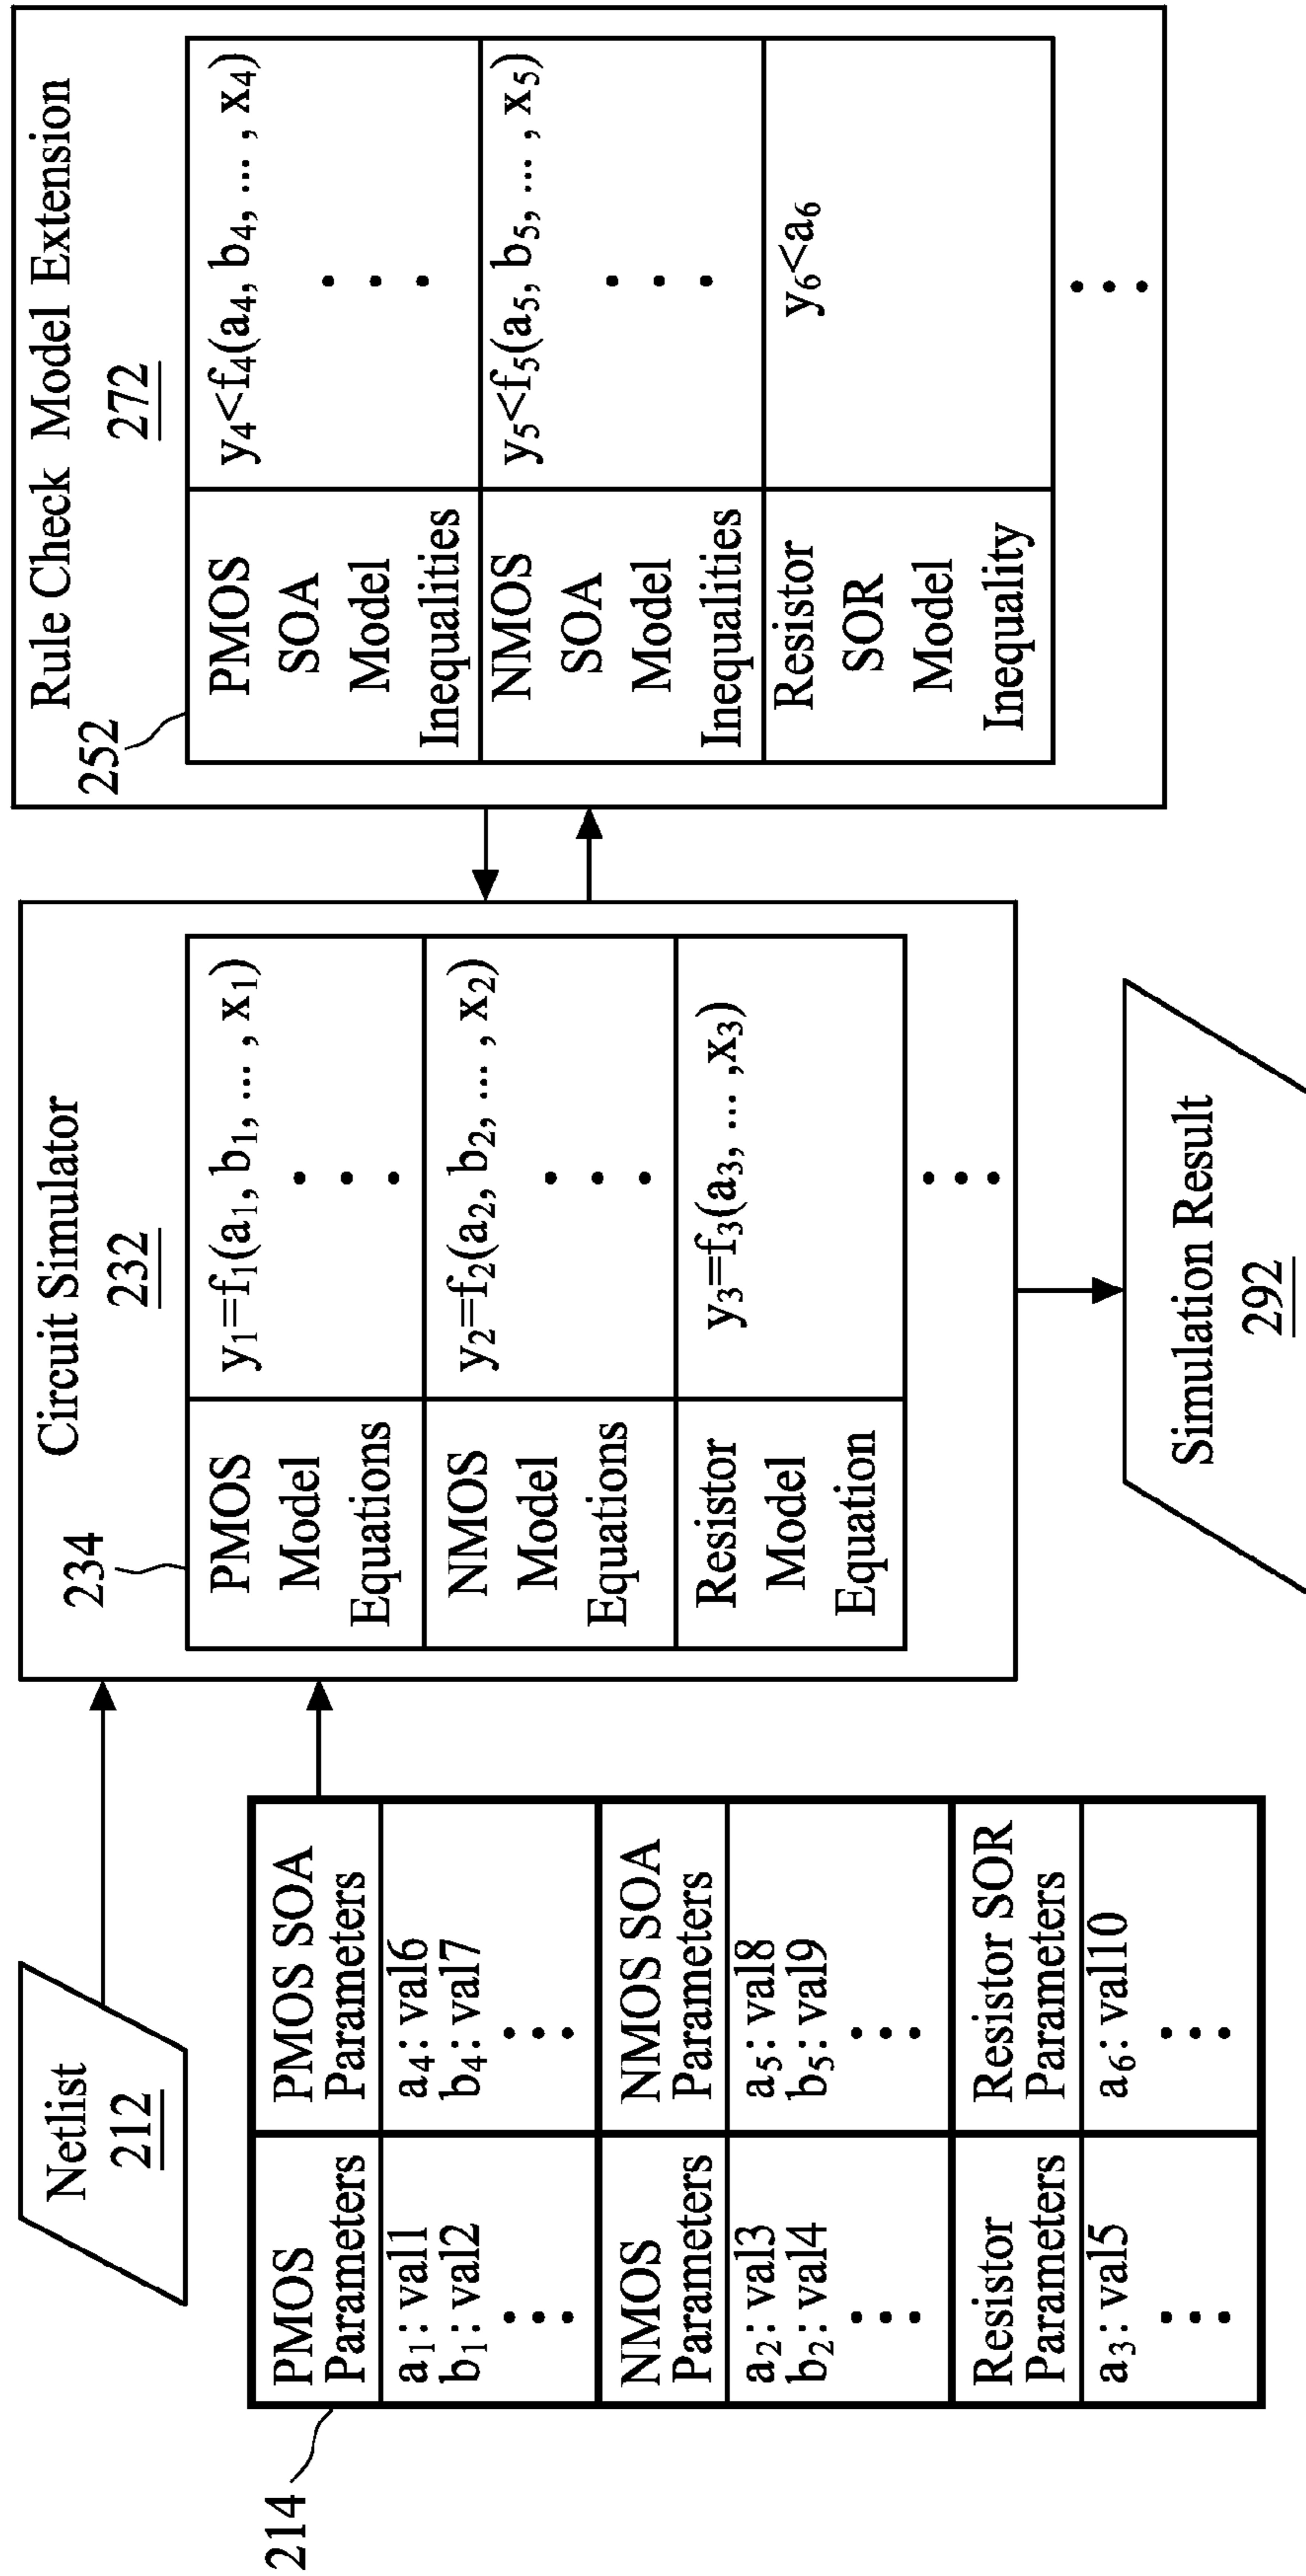 Netlist
212
214
PMOS
Parameters
a₁: val1
b₁: val2
PMOS SOA
Parameters
a₄: val6
b₄: val7
NMOS
Parameters
a₂: val3
b₂: val4
NMOS SOA
Parameters
a₅: val8
b₅: val9
Resistor
Parameters
a₃: val5
Resistor SOR
Parameters
a₆: val10
Circuit Simulator
232
234
PMOS
Model
Equations
y₁=f₁(a₁, b₁, ... , x₁)
NMOS
Model
Equations
y₂=f₂(a₂, b₂, ... , x₂)
Resistor
Model
Equation
y₃=f₃(a₃, ... ,x₃)
Simulation Result
292
Rule Check Model Extension
272
252
PMOS
SOA
Model
Inequalities
y₄<f₄(a₄, b₄, ... , x₄)
NMOS
SOA
Model
Inequalities
y₅<f₅(a₅, b₅, ... , x₅)
Resistor
SOR
Model
Inequality
y₆<a₆